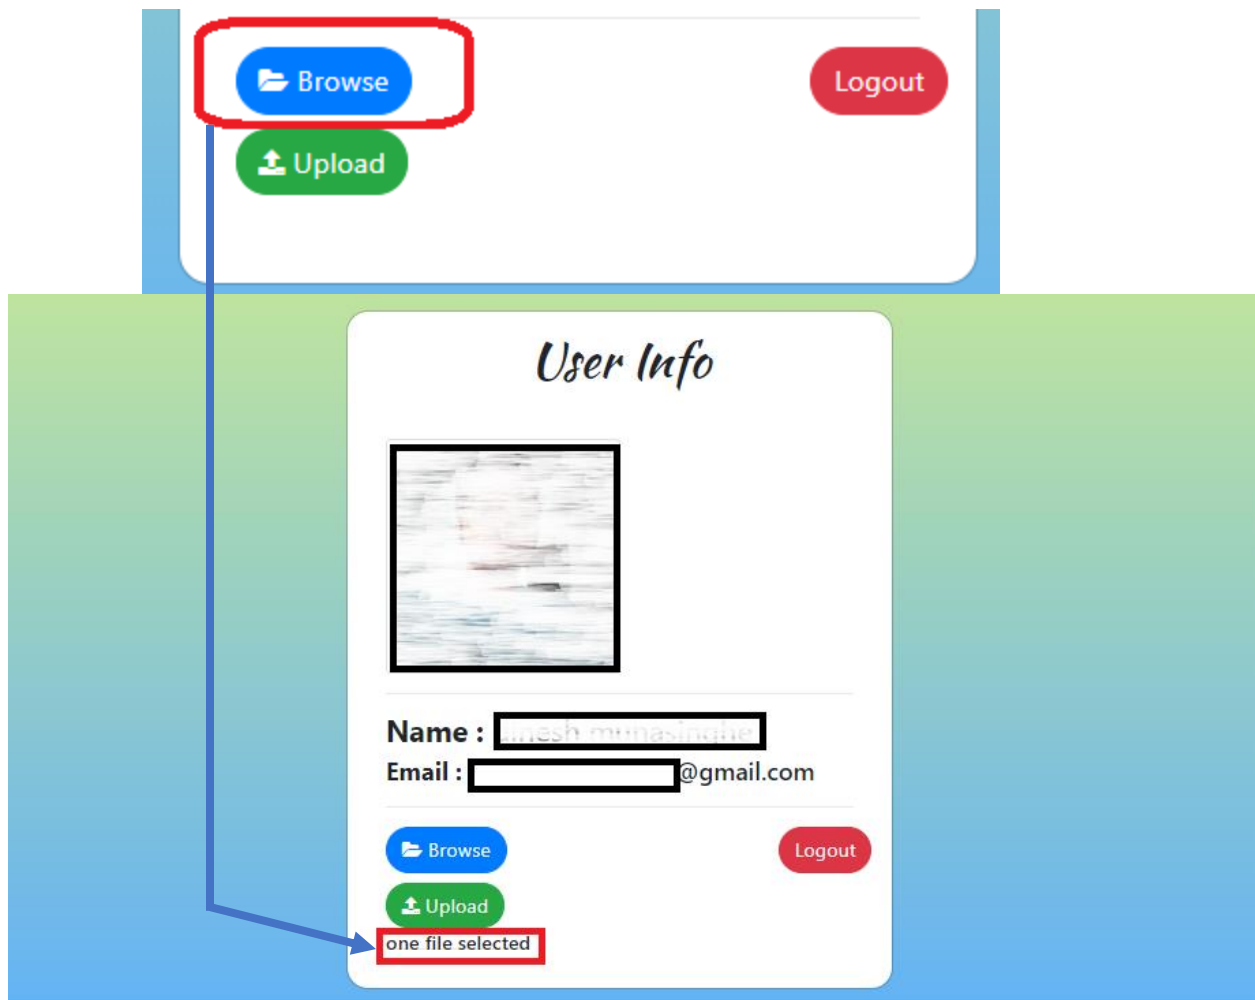 Browse
Logout
Upload
User Info
Name :
Email : @gmail.com
Browse
Logout
Upload
one file selected